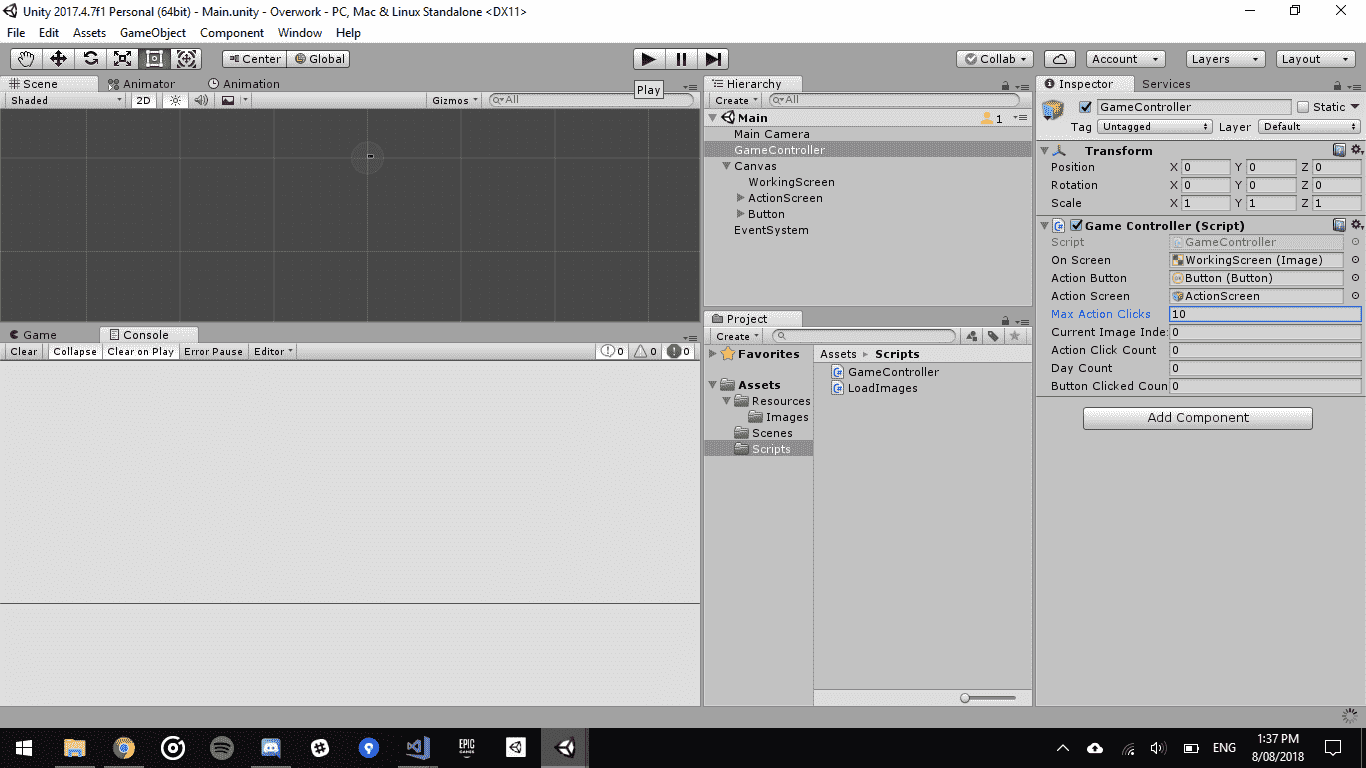 Unity 2017.4.7f1 Personal (64bit) - Main.unity - Overwork - PC, Mac & Linux Standalone <DX11>
File Edit Assets GameObject Component Window Help
Center Global
Collab Account Layers Layout
Scene Animator Animation
Shaded 2D Gizmos All
Play
Hierarchy
Create All
Main 1
Main Camera
GameController
Canvas
WorkingScreen
ActionScreen
Button
EventSystem
Game Console
Clear Collapse Clear on Play Error Pause Editor 0 0 0
Project
Create
Favorites
Assets
Resources
Images
Scenes
Scripts
Assets Scripts
GameController
LoadImages
Inspector Services
GameController Static
Tag Untagged Layer Default
Transform
Position X 0 Y 0 Z 0
Rotation X 0 Y 0 Z 0
Scale X 1 Y 1 Z 1
Game Controller (Script)
Script GameController
On Screen WorkingScreen (Image)
Action Button Button (Button)
Action Screen ActionScreen
Max Action Clicks 10
Current Image Inde 0
Action Click Count 0
Day Count 0
Button Clicked Coun 0
Add Component
EPIC GAMES
ENG
1:37 PM
8/08/2018